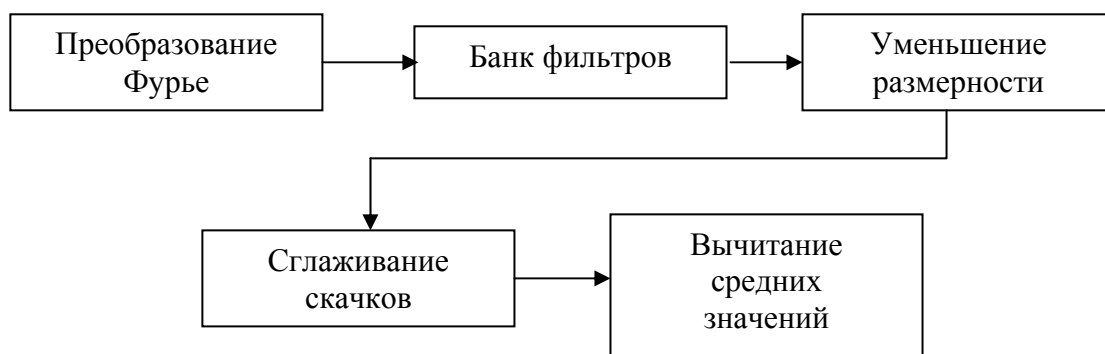 Преобразование
Фурье
Банк фильтров
Уменьшение
размерности
Сглаживание
скачков
Вычитание
средних
значений